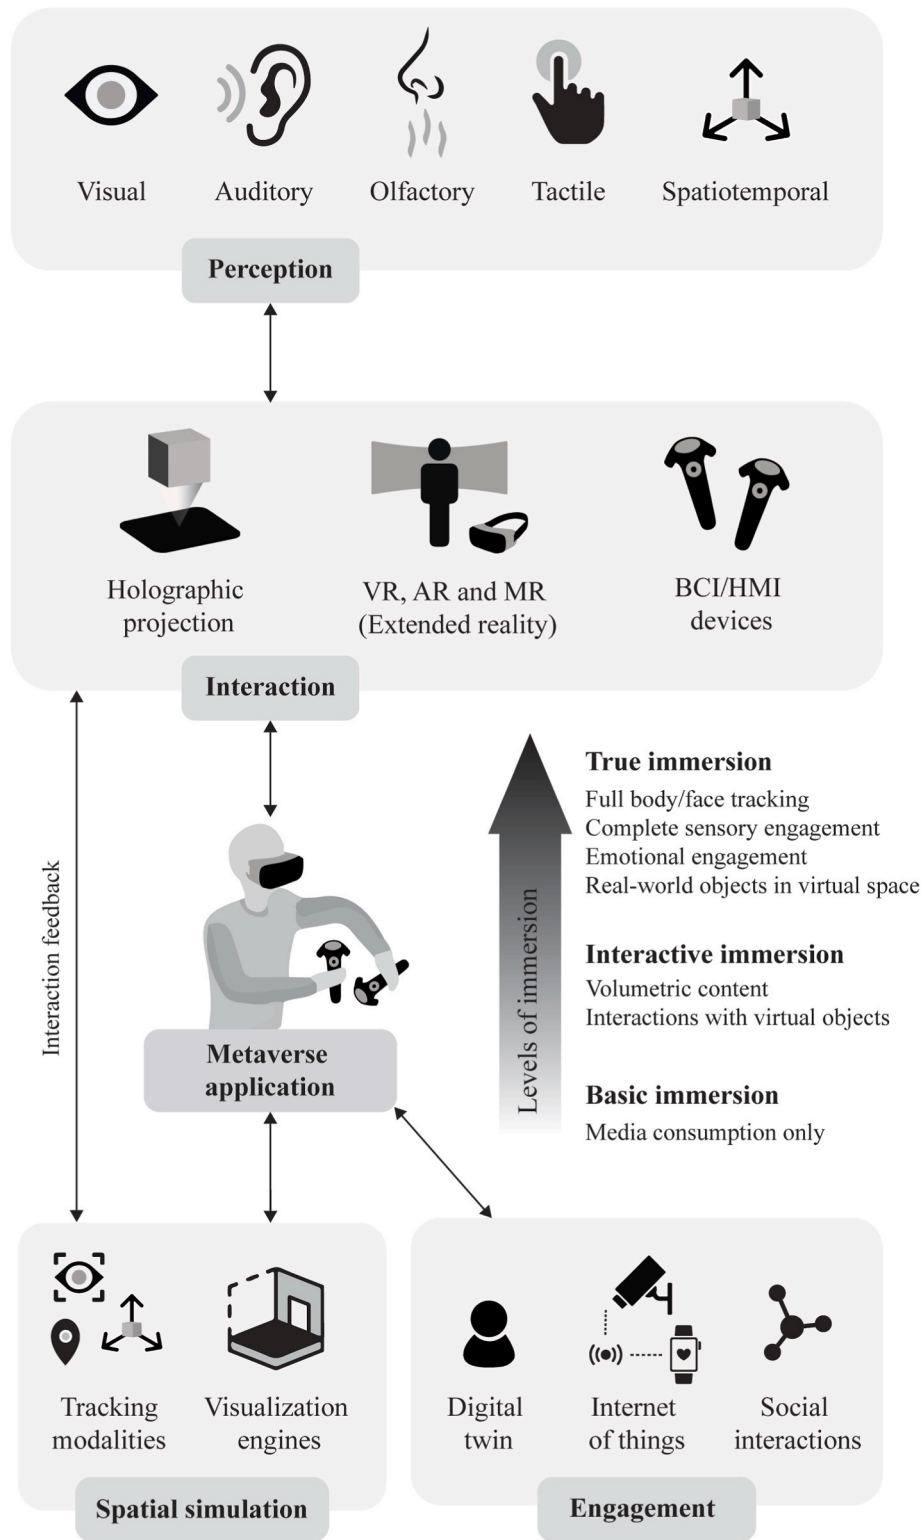 Visual
Auditory
Olfactory
Tactile
Spatiotemporal
Perception
Holographic
projection
VR, AR and MR
(Extended reality)
BCI/HMI
devices
Interaction
Interaction feedback
Metaverse
application
Levels of immersion
True immersion
Full body/face tracking
Complete sensory engagement
Emotional engagement
Real-world objects in virtual space
Interactive immersion
Volumetric content
Interactions with virtual objects
Basic immersion
Media consumption only
Tracking
modalities
Visualization
engines
Spatial simulation
Digital
twin
Internet
of things
Social
interactions
Engagement